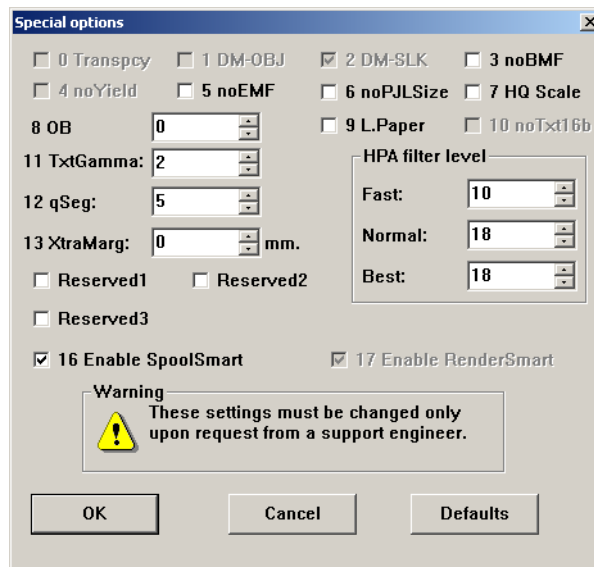 Special options
0 Transpcy 1 DM-OBJ 2 DM-SLK 3 noBMF
4 noYield 5 noEMF 6 noPJLSize 7 HQ Scale
8 OB 0 9 L.Paper 10 noTxt16b
11 TxtGamma: 2 HPA filter level
Fast: 10
12 qSeg: 5
Normal: 18
13 XtraMarg: 0 mm.
Reserved1 Reserved2 Best: 18
Reserved3
16 Enable SpoolSmart 17 Enable RenderSmart
Warning
These settings must be changed only
upon request from a support engineer.
OK Cancel Defaults